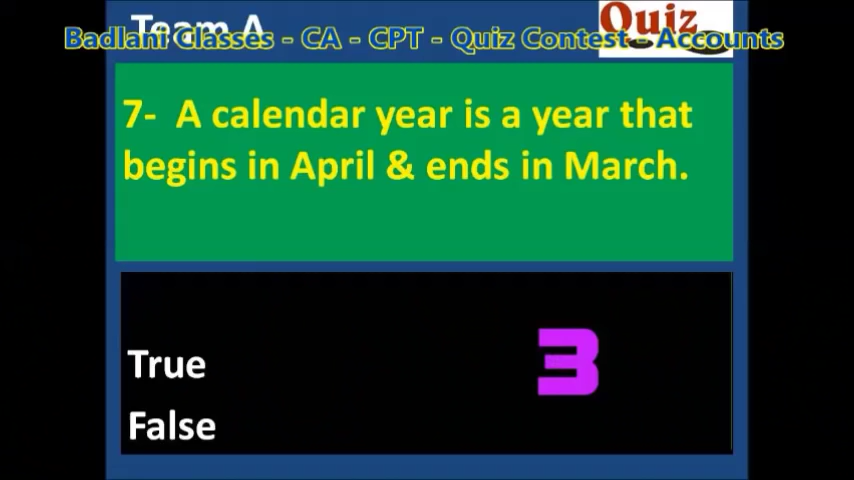 Team A
Quiz
Badlani Classes - CA - CPT - Quiz Contest - Accounts
7- A calendar year is a year that
begins in April & ends in March.
3
True
False